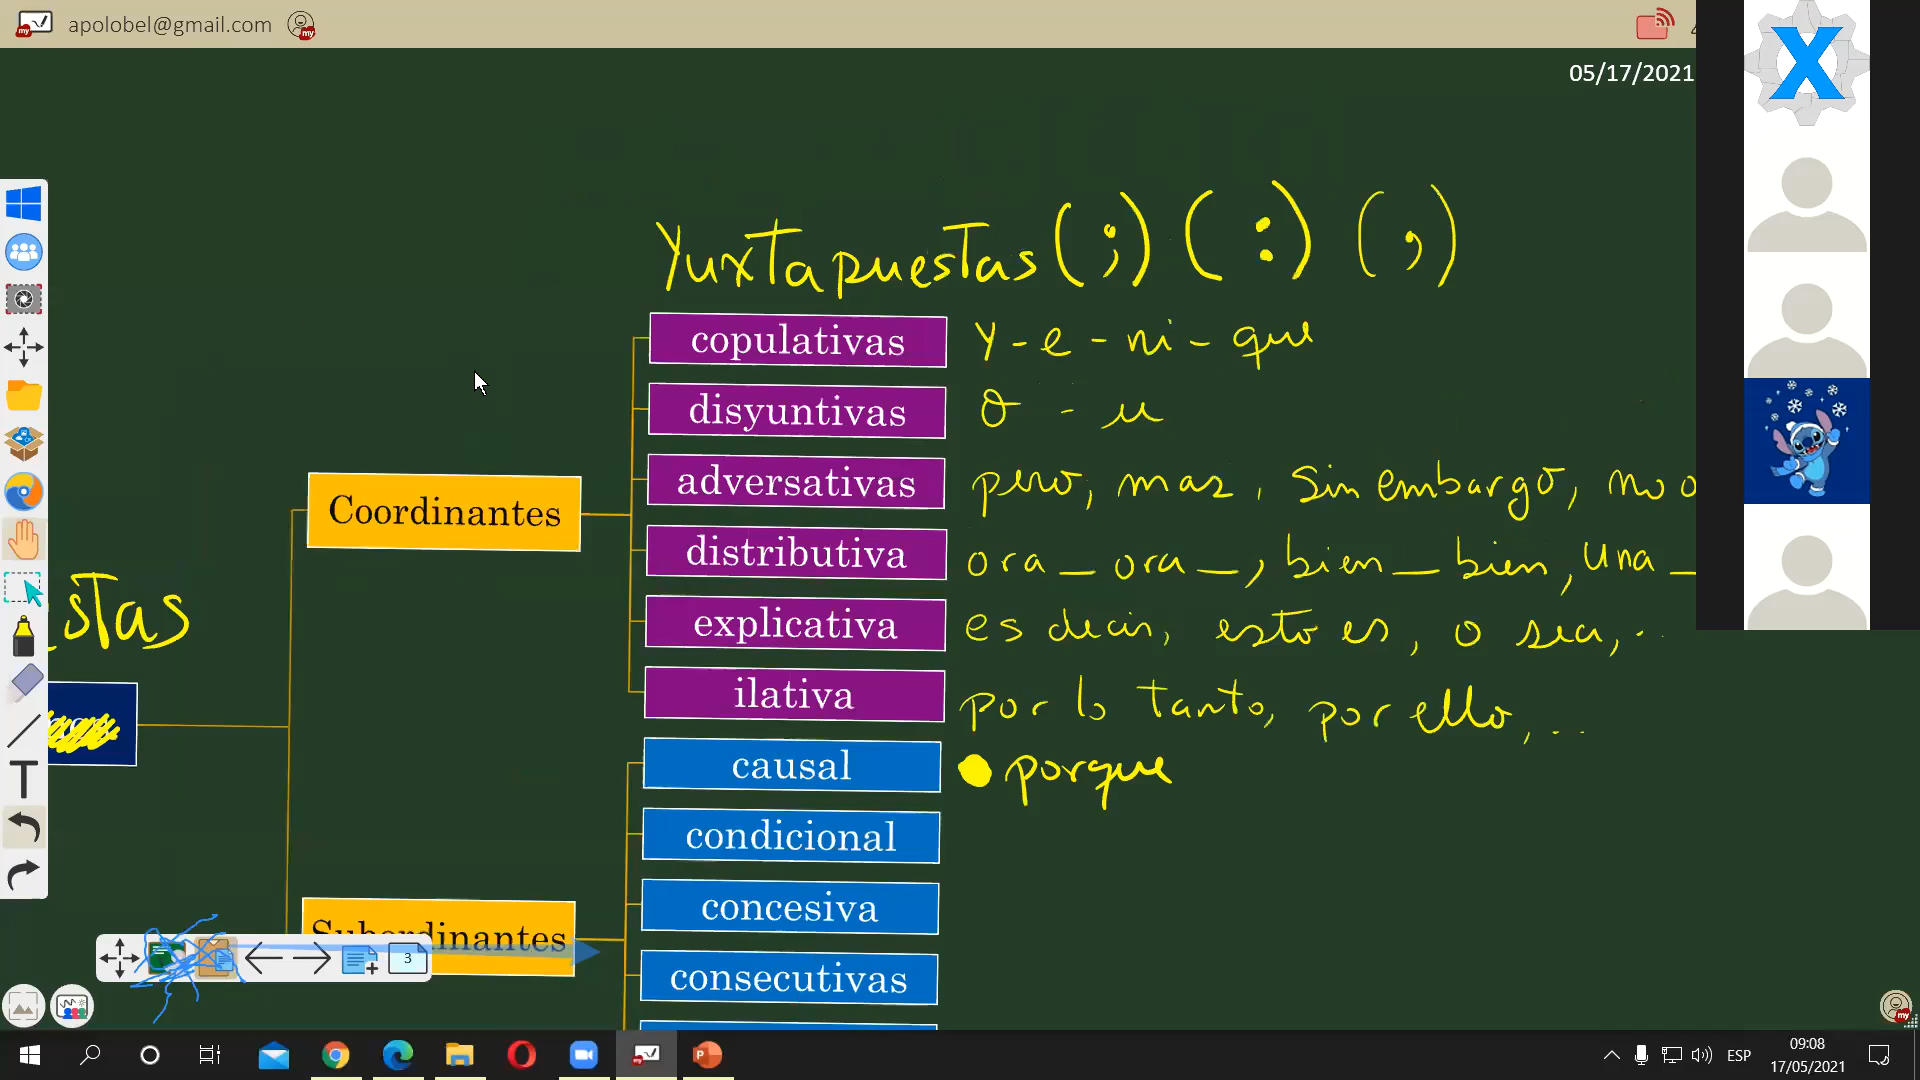 apolobel@gmail.com
05/17/2021
Yuxtapuestas (;) (:) (,)
copulativas y - e - ni - que
disyuntivas o - u
adversativas pero, mas, sin embargo, no o
Coordinantes
distributiva ora _ ora _, bien _ bien, una _
stas
explicativa es decir, esto es, o sea, ..
ilativa por lo tanto, por ello, ...
causal porque
condicional
concesiva
Subordinantes
3
consecutivas
ESP
09:08
17/05/2021